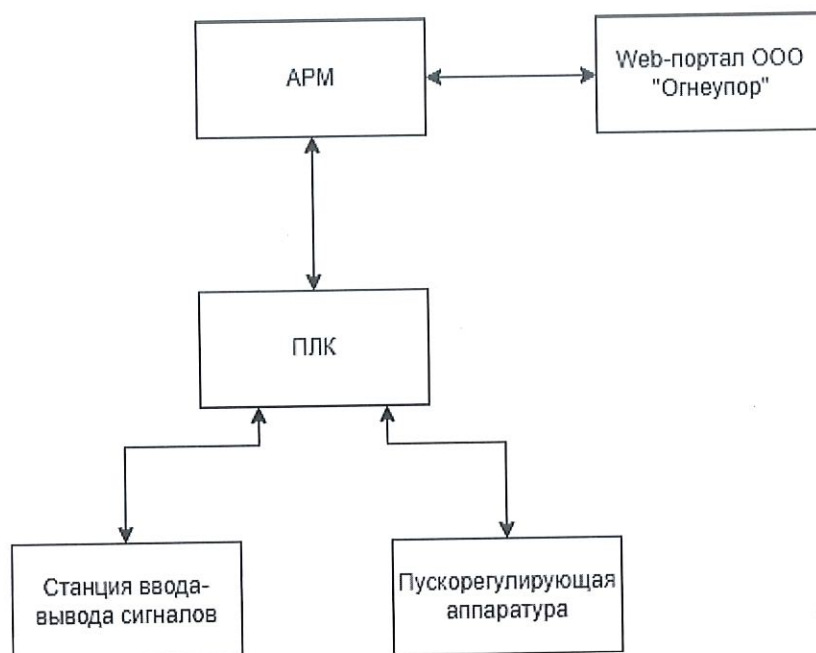 АРМ
Web-портал ООО
"Огнеупор"
ПЛК
Станция ввода-
вывода сигналов
Пускорегулирующая
аппаратура